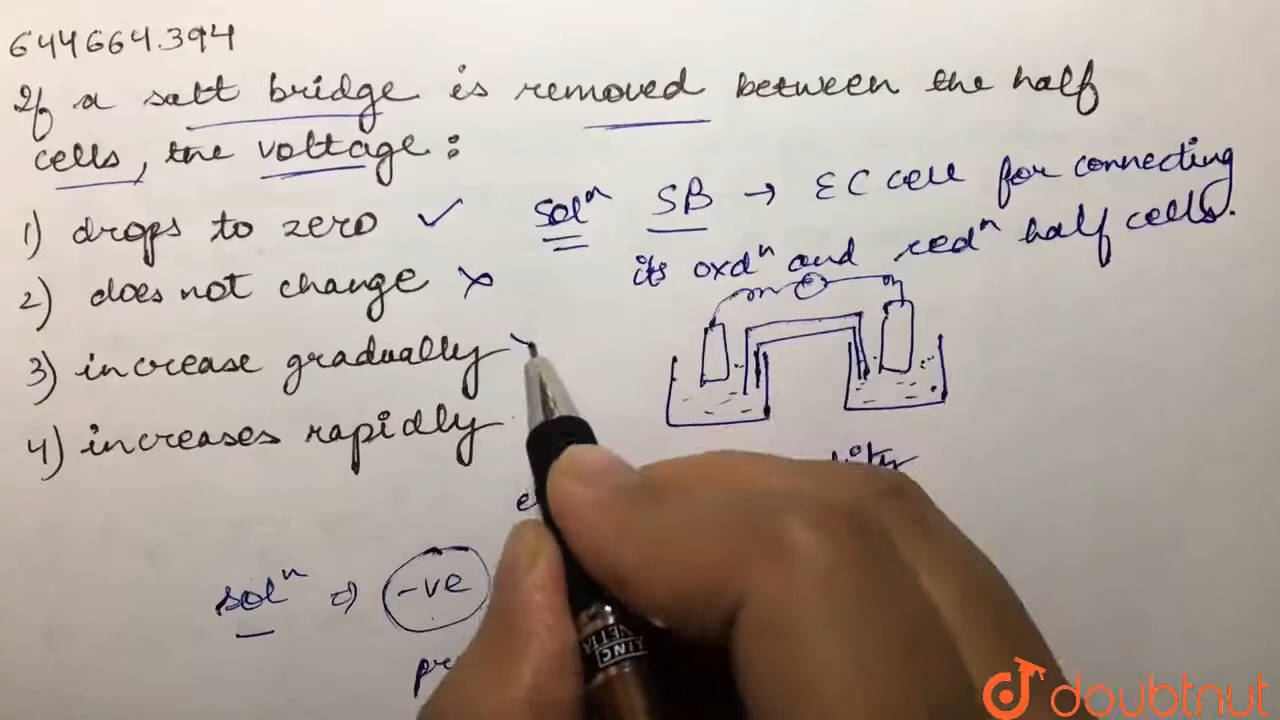 644664394
If a salt bridge is removed between the half
cells, the voltage:
1) drops to zero ✓
2) does not change ×
3) increase gradually
4) increases rapidly
solⁿ SB → EC cell for connecting
its oxdⁿ and redⁿ half cells.
solⁿ ⇒ -ve
doubtnut